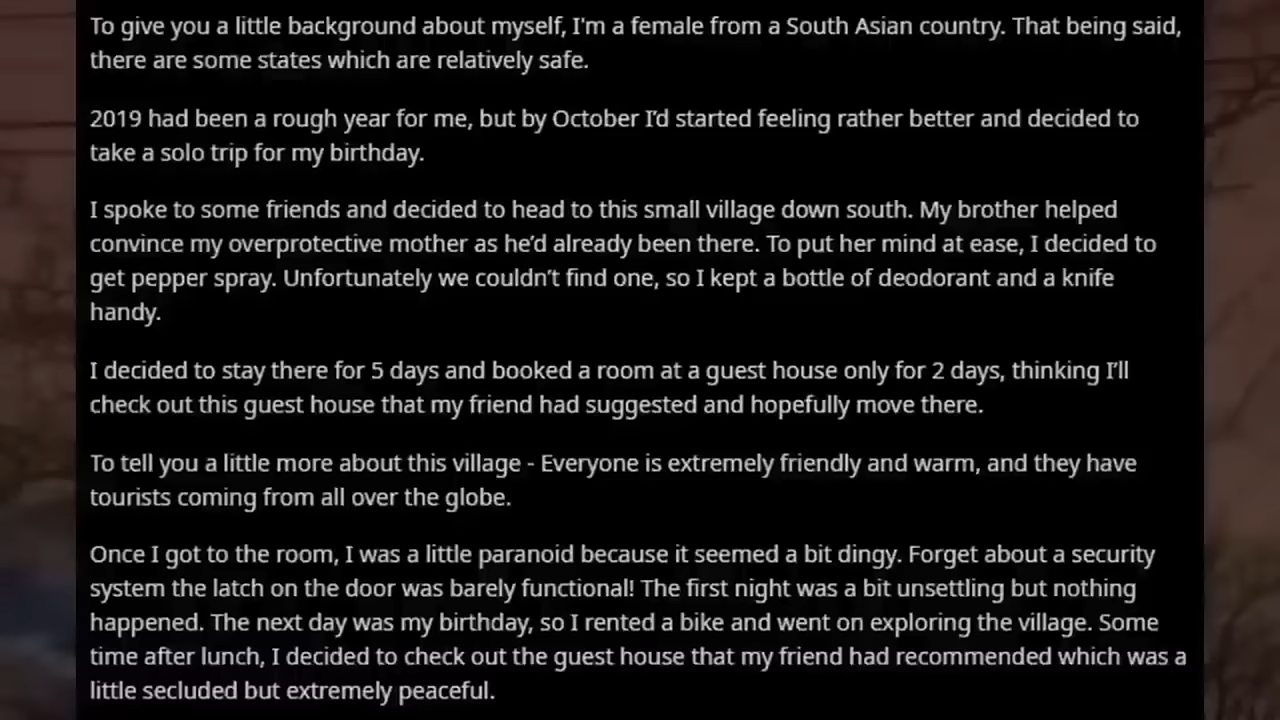 To give you a little background about myself, I'm a female from a South Asian country. That being said,
there are some states which are relatively safe.
2019 had been a rough year for me, but by October I'd started feeling rather better and decided to
take a solo trip for my birthday.
I spoke to some friends and decided to head to this small village down south. My brother helped
convince my overprotective mother as he'd already been there. To put her mind at ease, I decided to
get pepper spray. Unfortunately we couldn't find one, so I kept a bottle of deodorant and a knife
handy.
I decided to stay there for 5 days and booked a room at a guest house only for 2 days, thinking I'll
check out this guest house that my friend had suggested and hopefully move there.
To tell you a little more about this village - Everyone is extremely friendly and warm, and they have
tourists coming from all over the globe.
Once I got to the room, I was a little paranoid because it seemed a bit dingy. Forget about a security
system the latch on the door was barely functional! The first night was a bit unsettling but nothing
happened. The next day was my birthday, so I rented a bike and went on exploring the village. Some
time after lunch, I decided to check out the guest house that my friend had recommended which was a
little secluded but extremely peaceful.